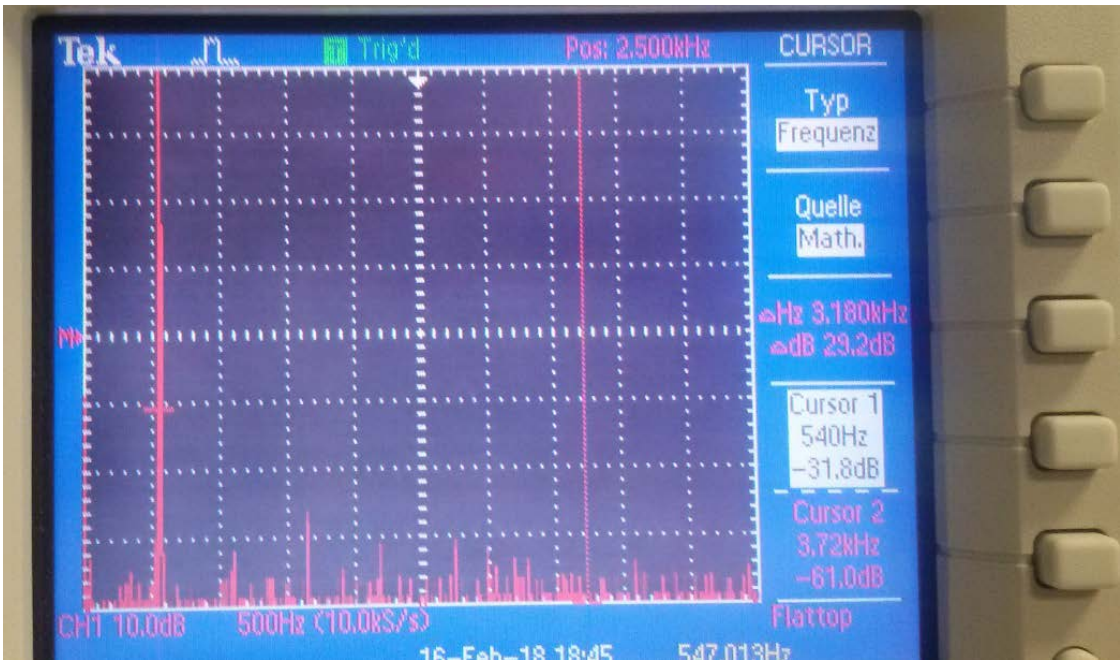 Tek T Trig'd Pos: 2.500kHz CURSOR
Typ
Frequenz
Quelle
Math.
M
ΔHz 3.180kHz
ΔdB 29.2dB
Cursor 1
540Hz
-31.8dB
Cursor 2
3.72kHz
-61.0dB
CH1 10.0dB 500Hz (10.0kS/s) Flattop
16-Feb-18 18:45 547.013Hz